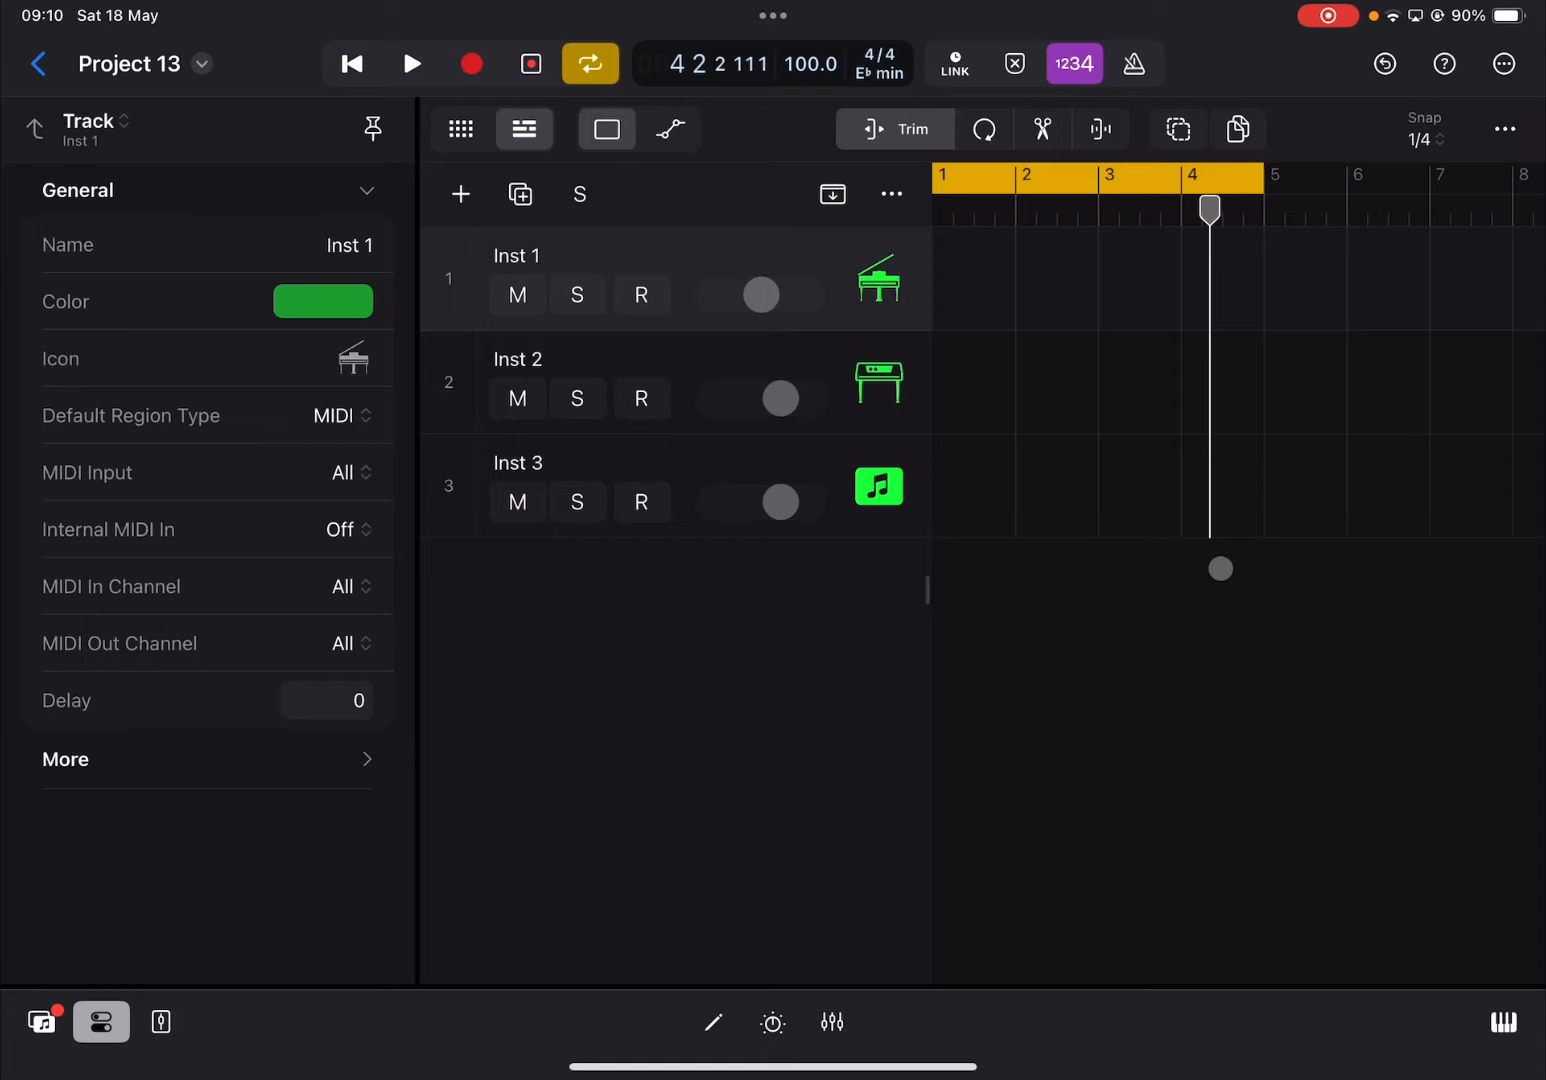 09:10 Sat 18 May
90%
Project 13
4 2 2 111 100.0 4/4
E♭ min
LINK
1234
Track
Inst 1
Trim
Snap
1/4
General
S
1 2 3 4 5 6 7 8
Name Inst 1
Color
Icon
Default Region Type MIDI
MIDI Input All
Internal MIDI In Off
MIDI In Channel All
MIDI Out Channel All
Delay 0
More
Inst 1
1 M S R
Inst 2
2 M S R
Inst 3
3 M S R